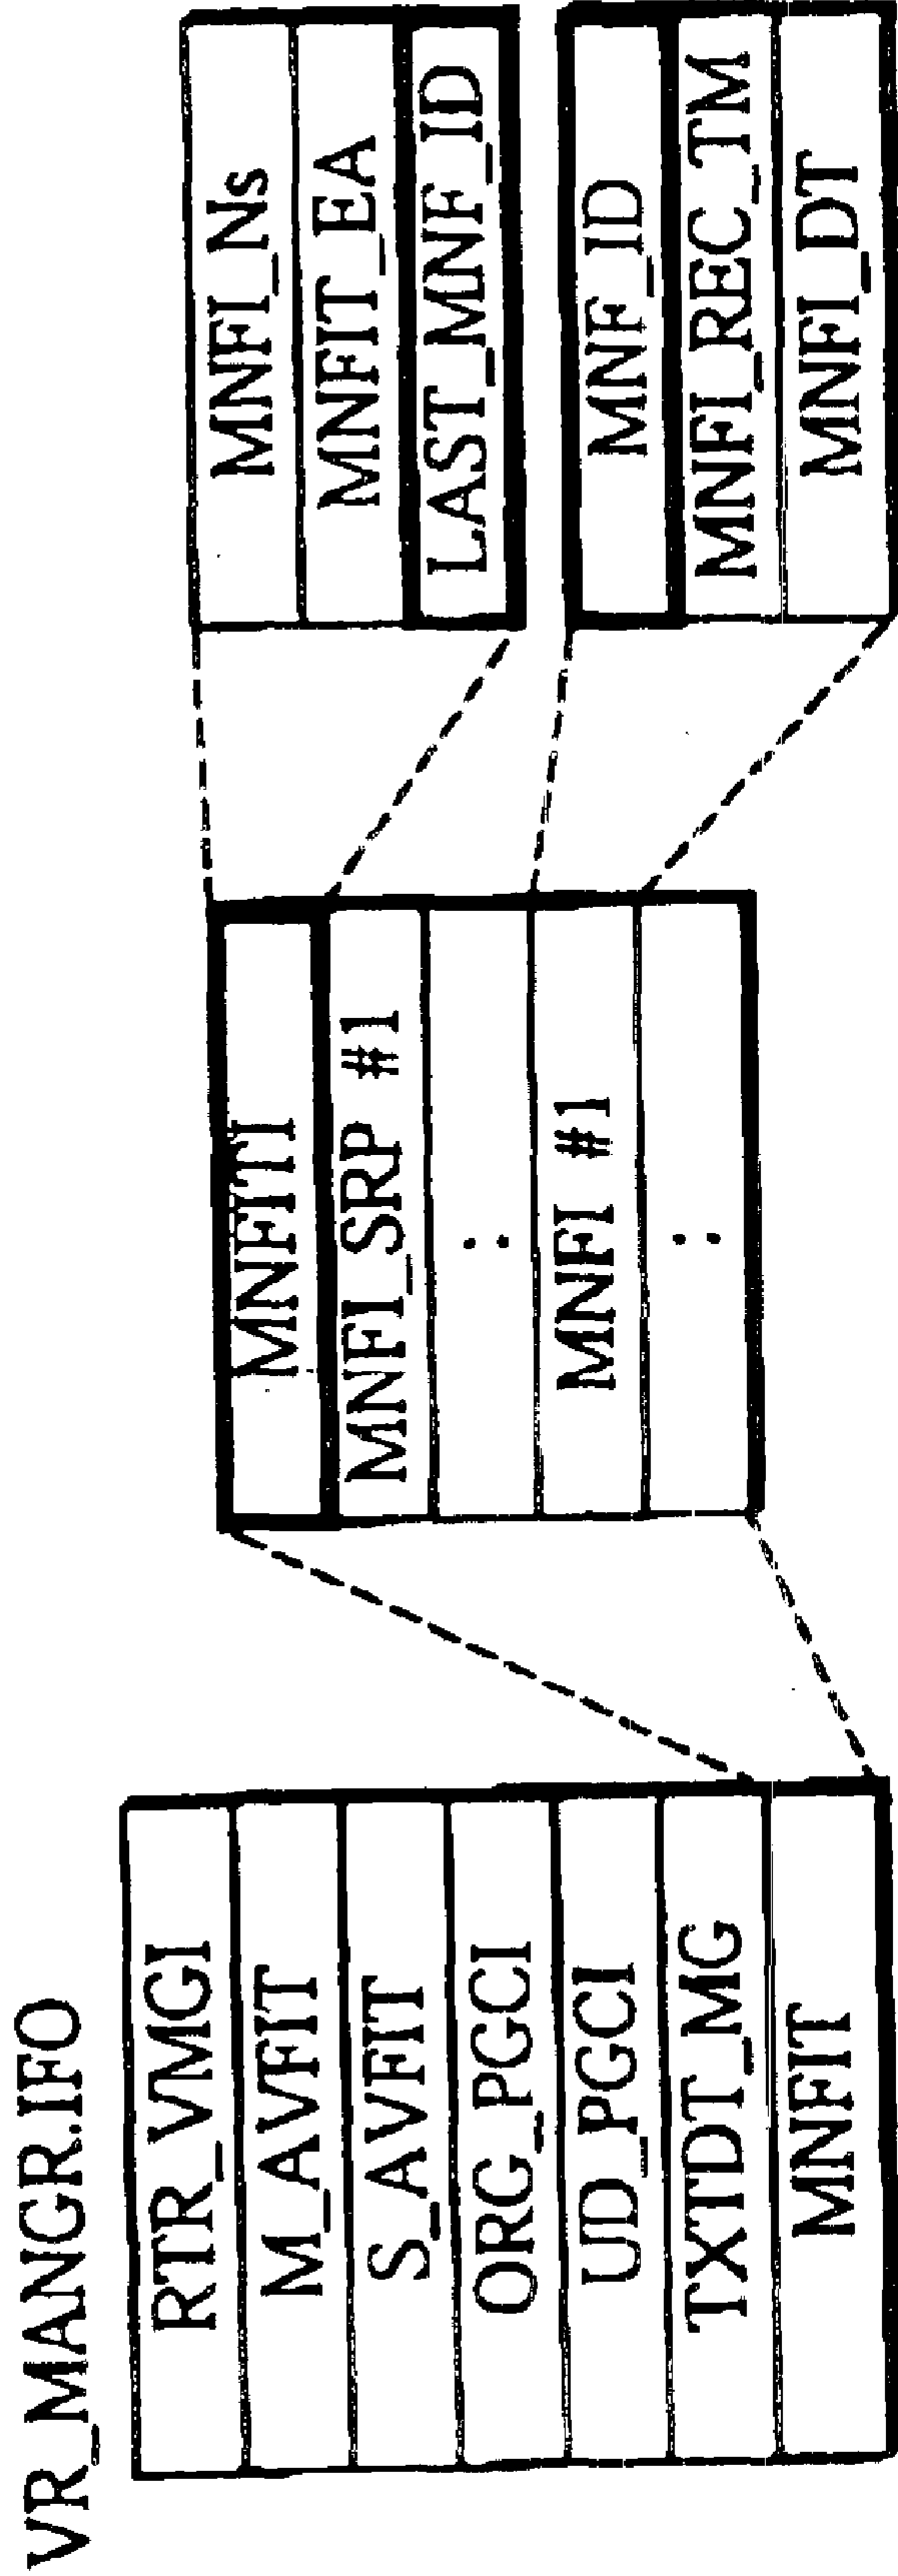 VR_MANGR.IFO
RTR_VMGI
M_AVFIT
S_AVFIT
ORG_PGCI
UD_PGCI
TXTDT_MG
MNFIT
MNFITI
MNFI_SRP #1
:
MNFI #1
:
MNFI_Ns
MNFIT_EA
LAST_MNF_ID
MNF_ID
MNFI_REC_TM
MNFI_DT